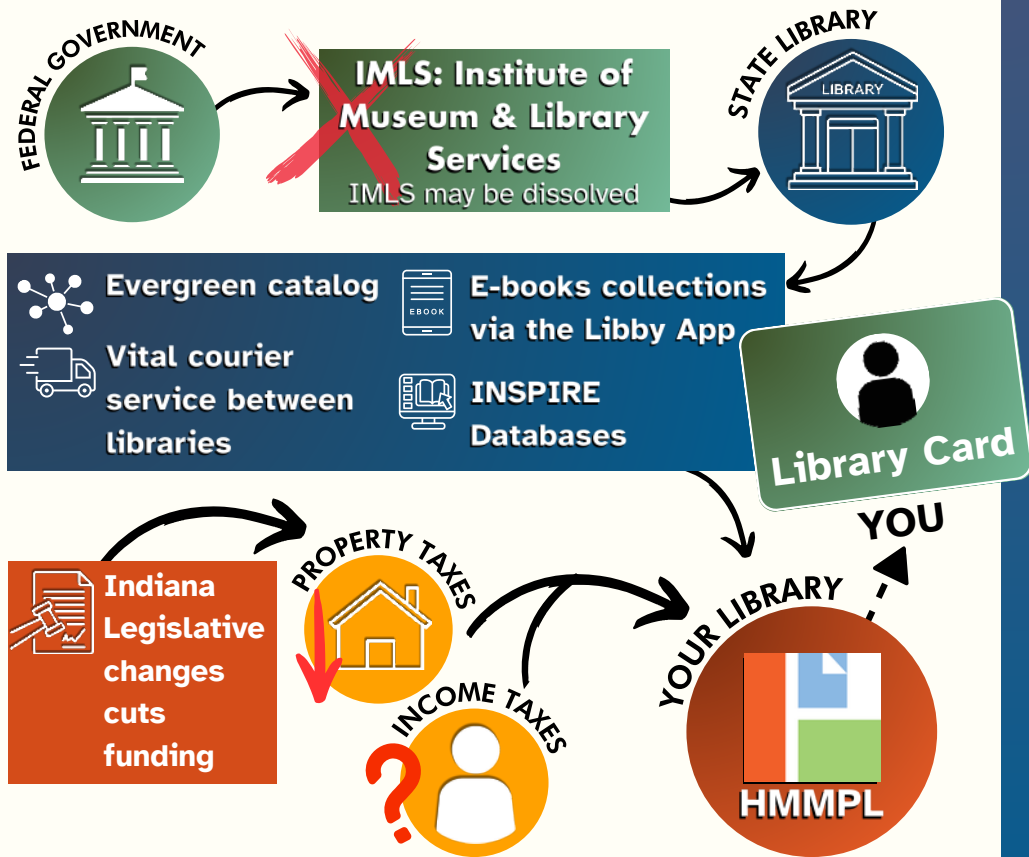 FEDERAL GOVERNMENT
IMLS: Institute of
Museum & Library
Services
IMLS may be dissolved
STATE LIBRARY
LIBRARY
Evergreen catalog
Vital courier
service between
libraries
EBOOK
E-books collections
via the Libby App
INSPIRE
Databases
Library Card
YOU
Indiana
Legislative
changes
cuts
funding
PROPERTY TAXES
INCOME TAXES
?
YOUR LIBRARY
HMMPL